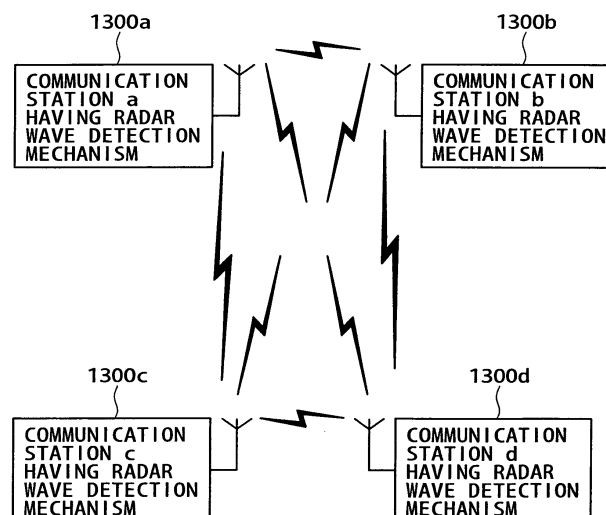 1300a
1300b
COMMUNICATION
STATION a
HAVING RADAR
WAVE DETECTION
MECHANISM
COMMUNICATION
STATION b
HAVING RADAR
WAVE DETECTION
MECHANISM
1300c
1300d
COMMUNICATION
STATION c
HAVING RADAR
WAVE DETECTION
MECHANISM
COMMUNICATION
STATION d
HAVING RADAR
WAVE DETECTION
MECHANISM